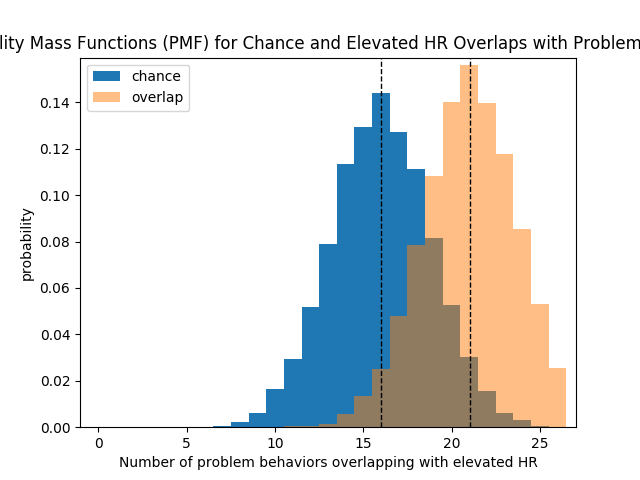 lity Mass Functions (PMF) for Chance and Elevated HR Overlaps with Problem
chance
overlap
0.14
0.12
0.10
0.08
0.06
0.04
0.02
0.00
probability
0 5 10 15 20 25
Number of problem behaviors overlapping with elevated HR